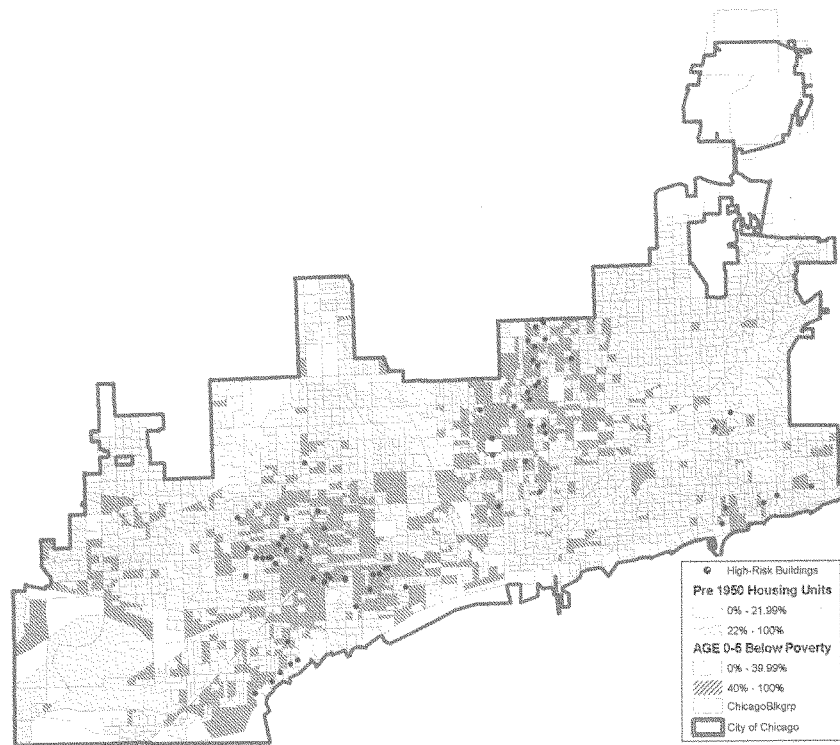 High-Risk Buildings
Pre 1950 Housing Units
0% - 21.99%
22% - 100%
AGE 0-5 Below Poverty
0% - 39.99%
40% - 100%
ChicagoBlkgrp
City of Chicago